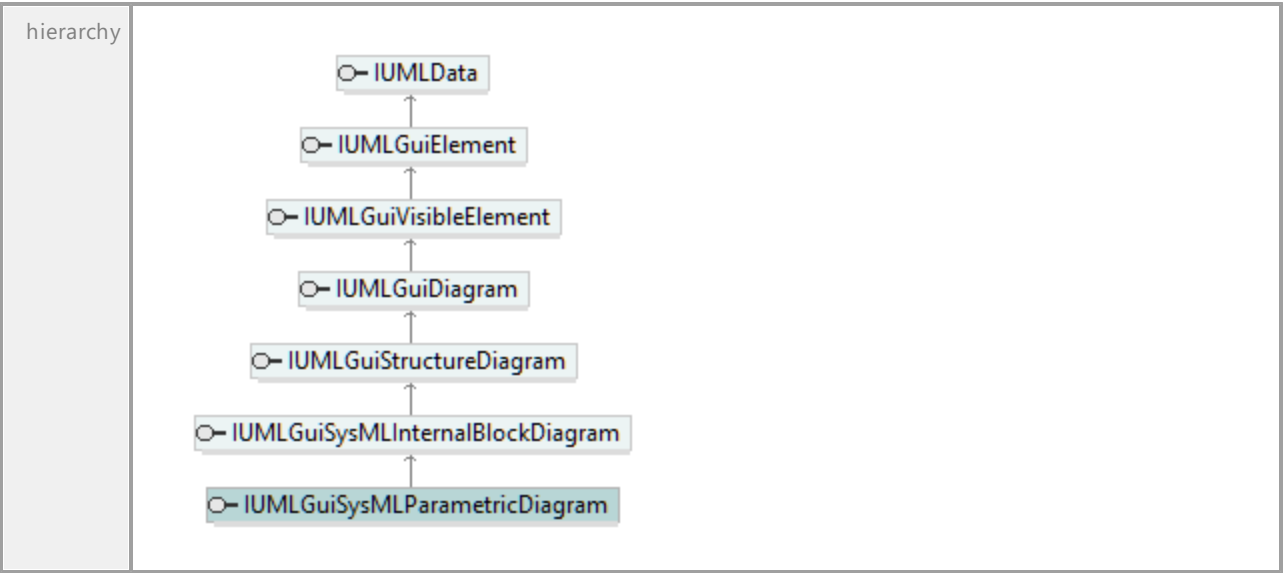 hierarchy
IUMLData
IUMLGuiElement
IUMLGuiVisibleElement
IUMLGuiDiagram
IUMLGuiStructureDiagram
IUMLGuiSysMLInternalBlockDiagram
IUMLGuiSysMLParametricDiagram